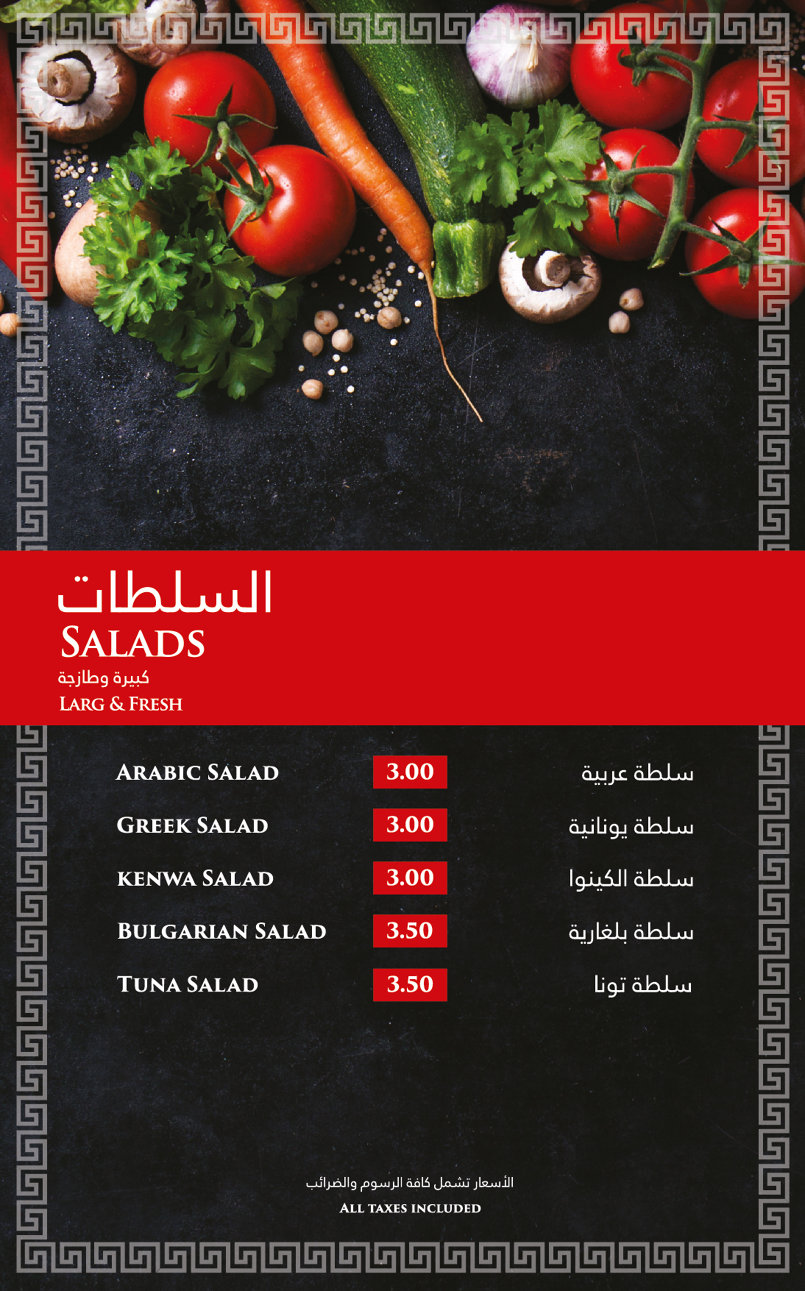 السلطات
SALADS
كبيرة وطازجة
LARG & FRESH
ARABIC SALAD 3.00 سلطة عربية
GREEK SALAD 3.00 سلطة يونانية
KENWA SALAD 3.00 سلطة الكينوا
BULGARIAN SALAD 3.50 سلطة بلغارية
TUNA SALAD 3.50 سلطة تونا
الأسعار تشمل كافة الرسوم والضرائب
ALL TAXES INCLUDED